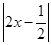 |2x − 1/2|